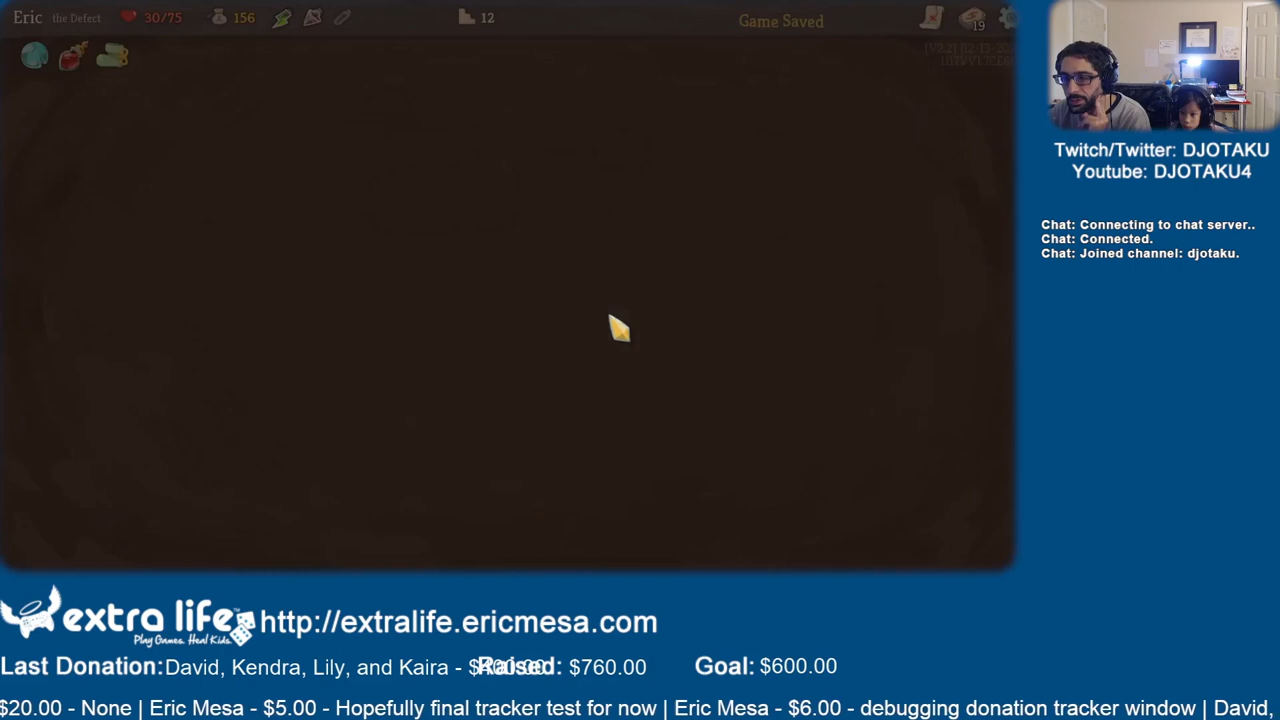 Eric the Defect 30/75 156 12 Game Saved 19
Twitch/Twitter: DJOTAKU
Youtube: DJOTAKU4
Chat: Connecting to chat server..
Chat: Connected.
Chat: Joined channel: djotaku.
extra life
Play Games. Heal Kids.
http://extralife.ericmesa.com
Last Donation: David, Kendra, Lily, and Kaira - Raised: $760.00 Goal: $600.00
$20.00 - None | Eric Mesa - $5.00 - Hopefully final tracker test for now | Eric Mesa - $6.00 - debugging donation tracker window | David,